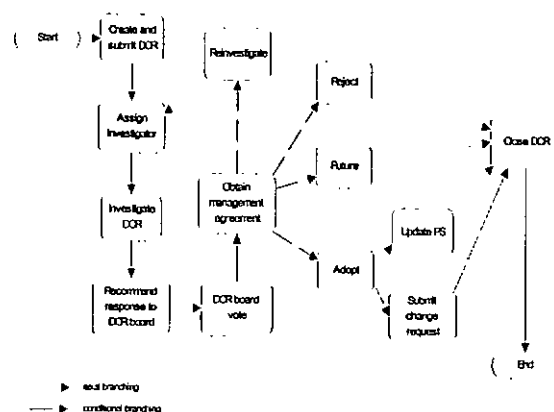 Start
Create and
submit DCR
Assign
Investigator
Investigate
DCR
Recommend
response to
DCR board
DCR board
vote
Obtain
management
agreement
Reinvestigate
Reject
Future
Adopt
Update PS
Submit
change
request
Close DCR
End
branching
conditional branching